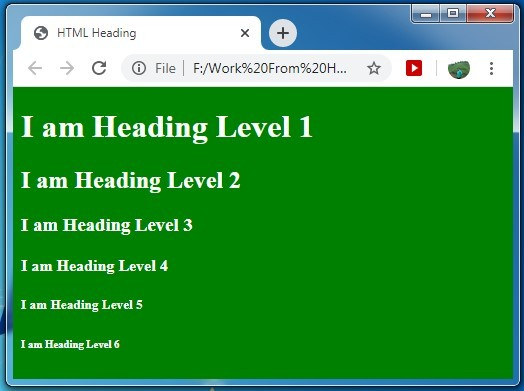 HTML Heading
File F:/Work%20From%20H...
I am Heading Level 1
I am Heading Level 2
I am Heading Level 3
I am Heading Level 4
I am Heading Level 5
I am Heading Level 6